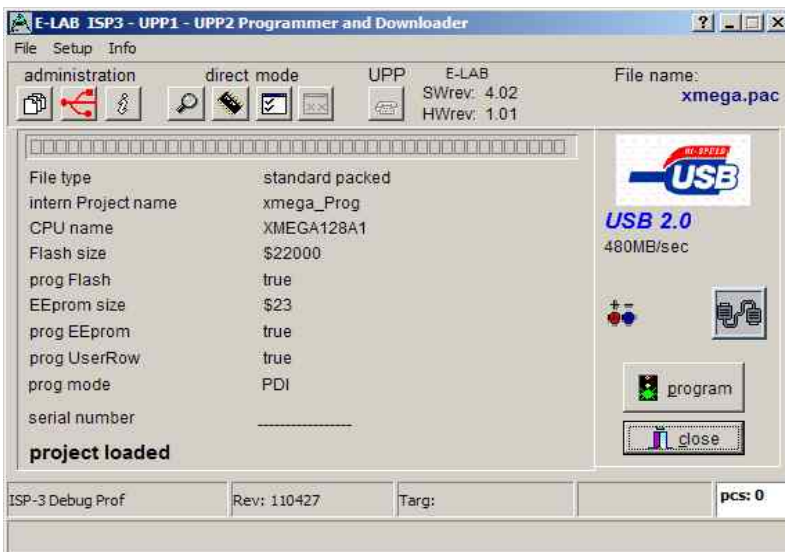 E-LAB ISP3 - UPP1 - UPP2 Programmer and Downloader
File Setup Info
administration direct mode UPP E-LAB File name:
SWrev: 4.02 xmega.pac
HWrev: 1.01
File type standard packed
intern Project name xmega_Prog
CPU name XMEGA128A1
Flash size $22000
prog Flash true
EEprom size $23
prog EEprom true
prog UserRow true
prog mode PDI
serial number
project loaded
HI-SPEED
USB
USB 2.0
480MB/sec
program
close
ISP-3 Debug Prof Rev: 110427 Targ: pcs: 0